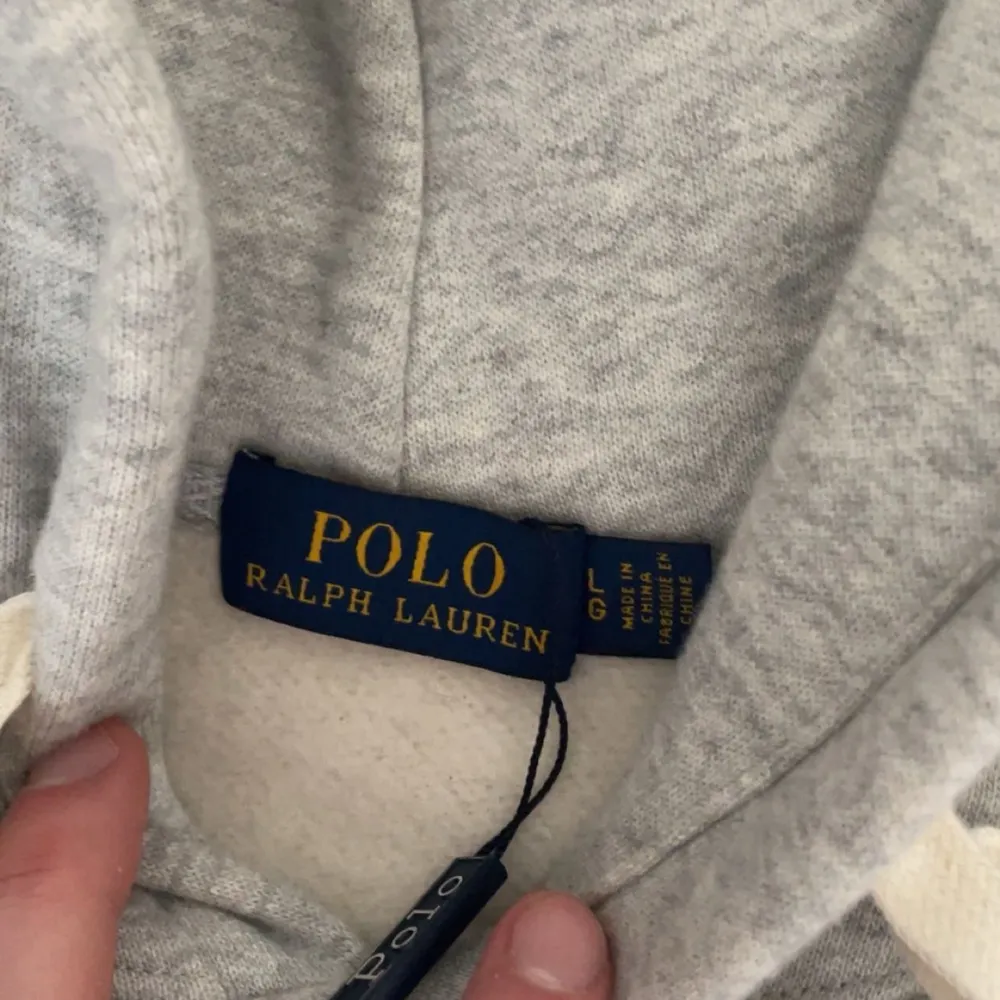 POLO
RALPH LAUREN
L
G
MADE IN
CHINA
FABRIQUÉ EN
CHINE
polo